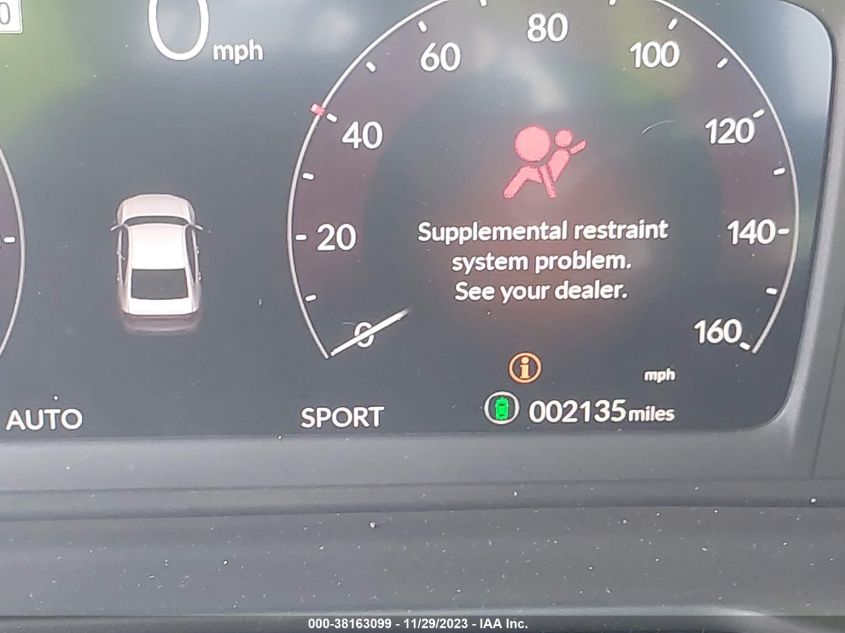 0
0 mph
60
80
100
40
120
20
140
0
160
Supplemental restraint
system problem.
See your dealer.
mph
AUTO
SPORT
002135 miles
000-38163099 - 11/29/2023 - IAA Inc.